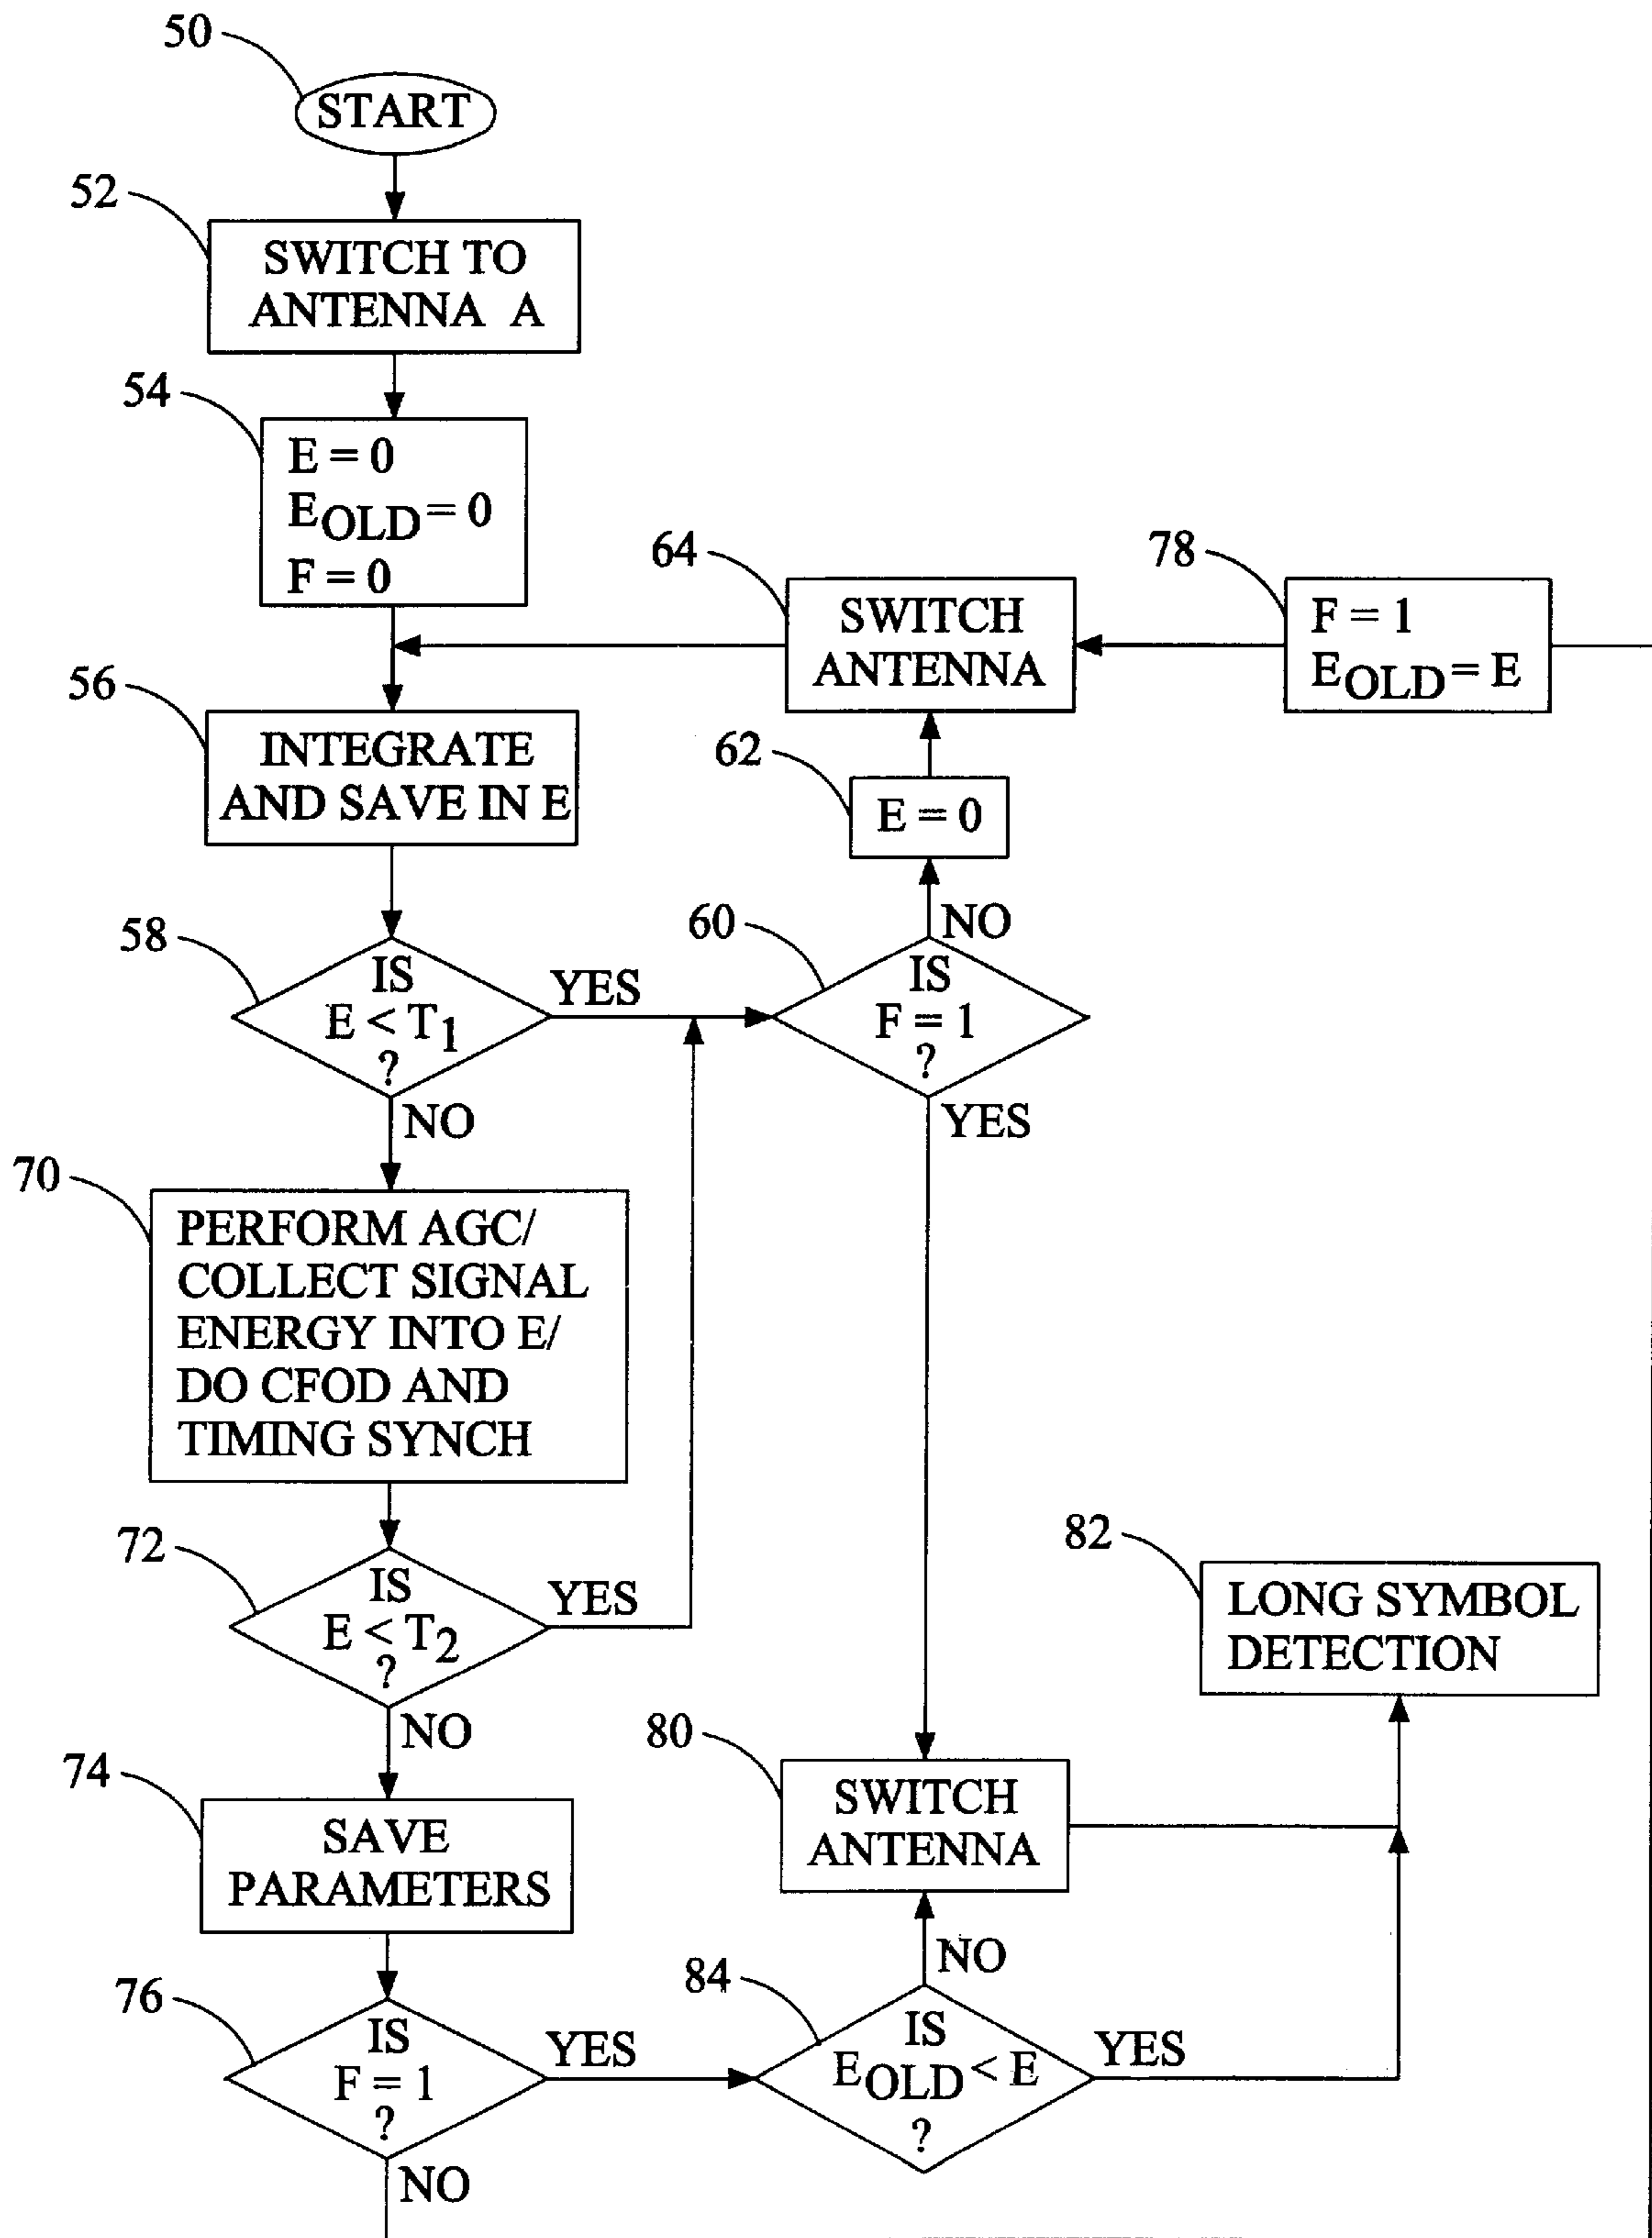 50
START
52
SWITCH TO
ANTENNA A
54
E = 0
EOLD = 0
F = 0
64
SWITCH
ANTENNA
78
F = 1
EOLD = E
56
INTEGRATE
AND SAVE IN E
62
E = 0
NO
58
IS
E < T1
?
YES
60
IS
F = 1
?
NO
YES
70
PERFORM AGC/
COLLECT SIGNAL
ENERGY INTO E/
DO CFOD AND
TIMING SYNCH
72
IS
E < T2
?
YES
82
LONG SYMBOL
DETECTION
NO
74
SAVE
PARAMETERS
80
SWITCH
ANTENNA
NO
76
IS
F = 1
?
YES
84
IS
EOLD < E
?
YES
NO